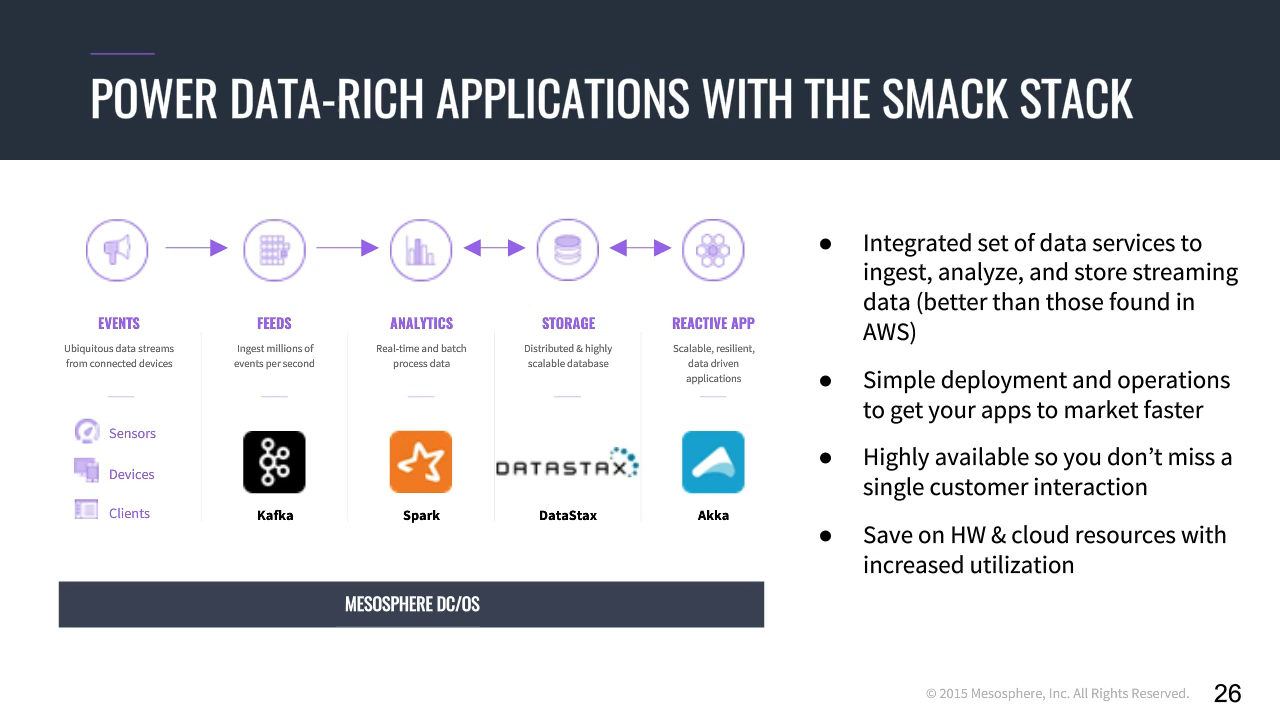 POWER DATA-RICH APPLICATIONS WITH THE SMACK STACK
EVENTS
Ubiquitous data streams
from connected devices
Sensors
Devices
Clients
FEEDS
Ingest millions of
events per second
Kafka
ANALYTICS
Real-time and batch
process data
Spark
STORAGE
Distributed & highly
scalable database
DATASTAX
DataStax
REACTIVE APP
Scalable, resilient,
data driven
applications
Akka
MESOSPHERE DC/OS
● Integrated set of data services to
ingest, analyze, and store streaming
data (better than those found in
AWS)
● Simple deployment and operations
to get your apps to market faster
● Highly available so you don’t miss a
single customer interaction
● Save on HW & cloud resources with
increased utilization
© 2015 Mesosphere, Inc. All Rights Reserved.
26